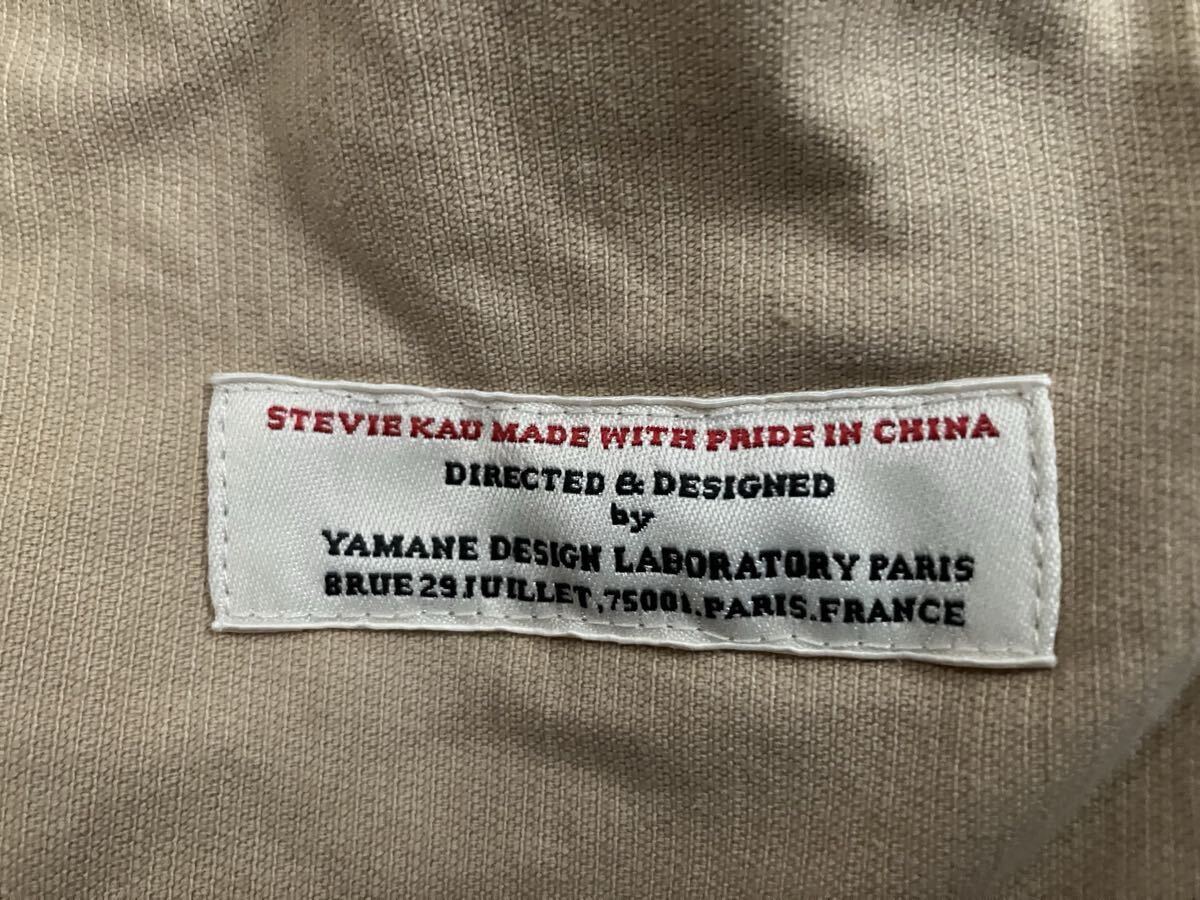 STEVIE KAU MADE WITH PRIDE IN CHINA
DIRECTED & DESIGNED
by
YAMANE DESIGN LABORATORY PARIS
8RUE 29 JUILLET,75001.PARIS.FRANCE